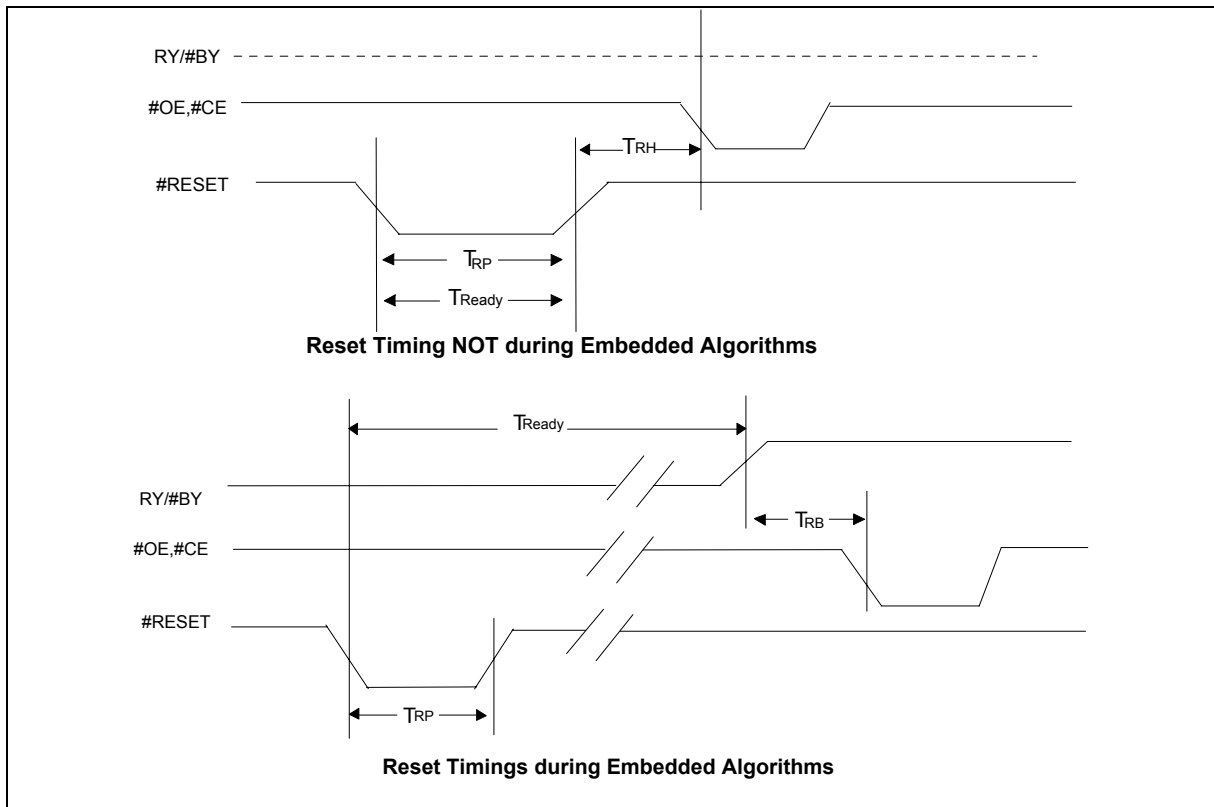 RY/#BY
#OE,#CE
TRH
#RESET
TRP
TReady
Reset Timing NOT during Embedded Algorithms
TReady
RY/#BY
TRB
#OE,#CE
#RESET
TRP
Reset Timings during Embedded Algorithms